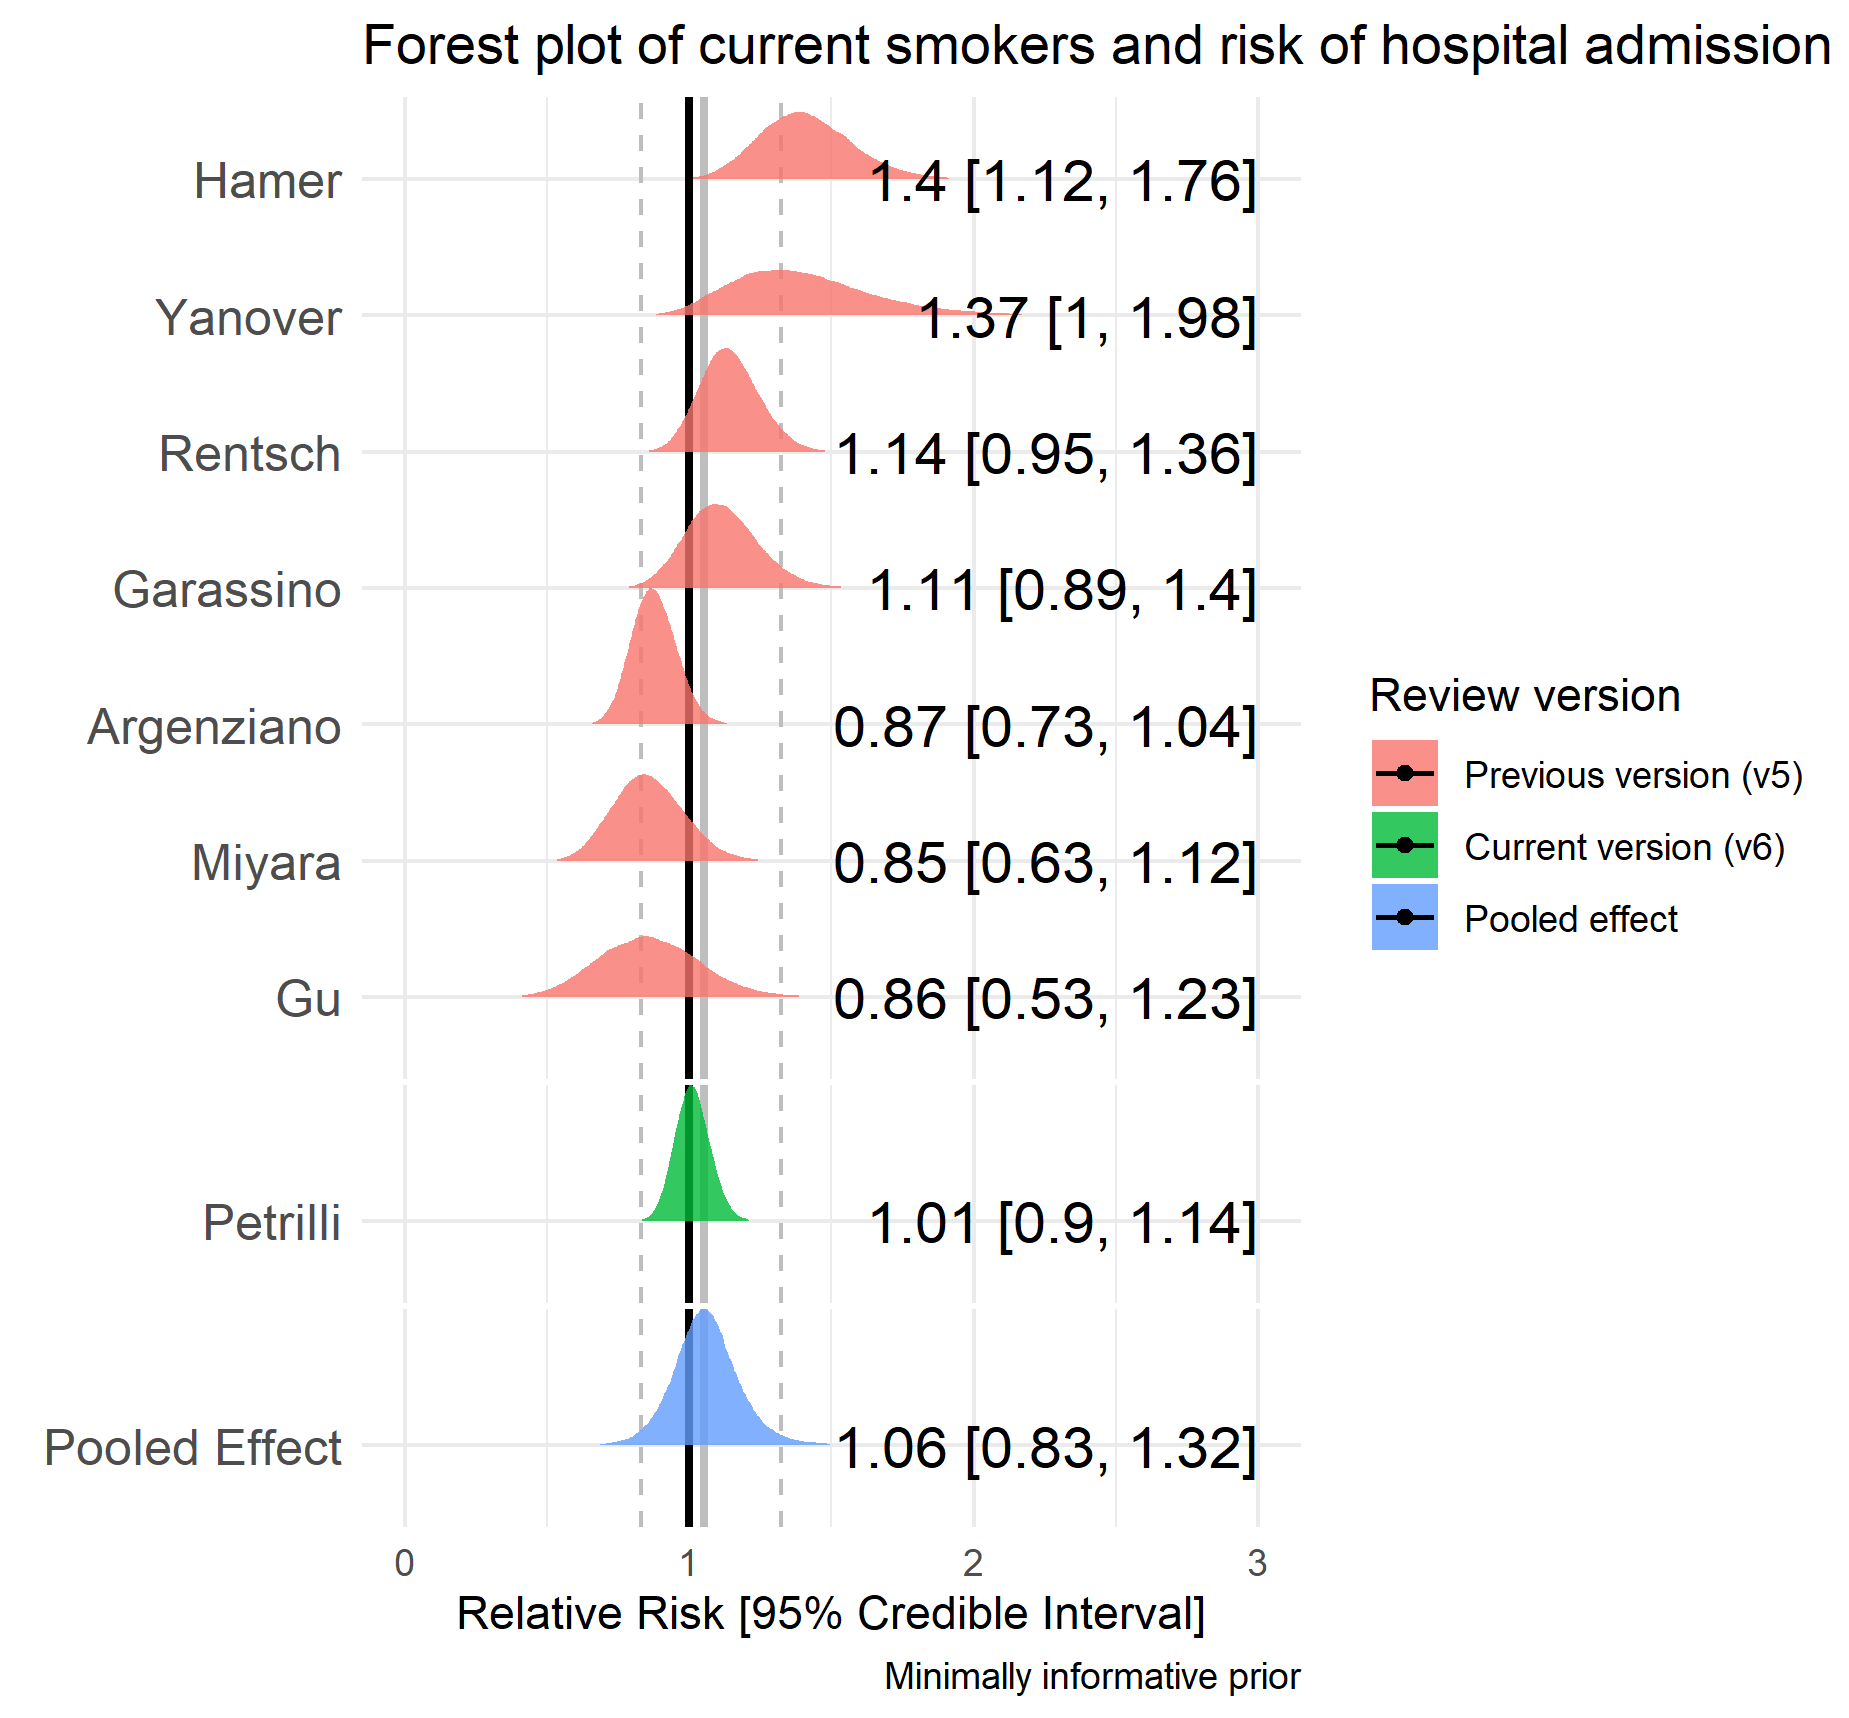 Forest plot of current smokers and risk of hospital admission
Hamer 1.4 [1.12, 1.76]
Yanover 1.37 [1, 1.98]
Rentsch 1.14 [0.95, 1.36]
Garassino 1.11 [0.89, 1.4]
Argenziano 0.87 [0.73, 1.04]
Miyara 0.85 [0.63, 1.12]
Gu 0.86 [0.53, 1.23]
Petrilli 1.01 [0.9, 1.14]
Pooled Effect 1.06 [0.83, 1.32]
0 1 2 3
Relative Risk [95% Credible Interval]
Minimally informative prior
Review version
Previous version (v5)
Current version (v6)
Pooled effect